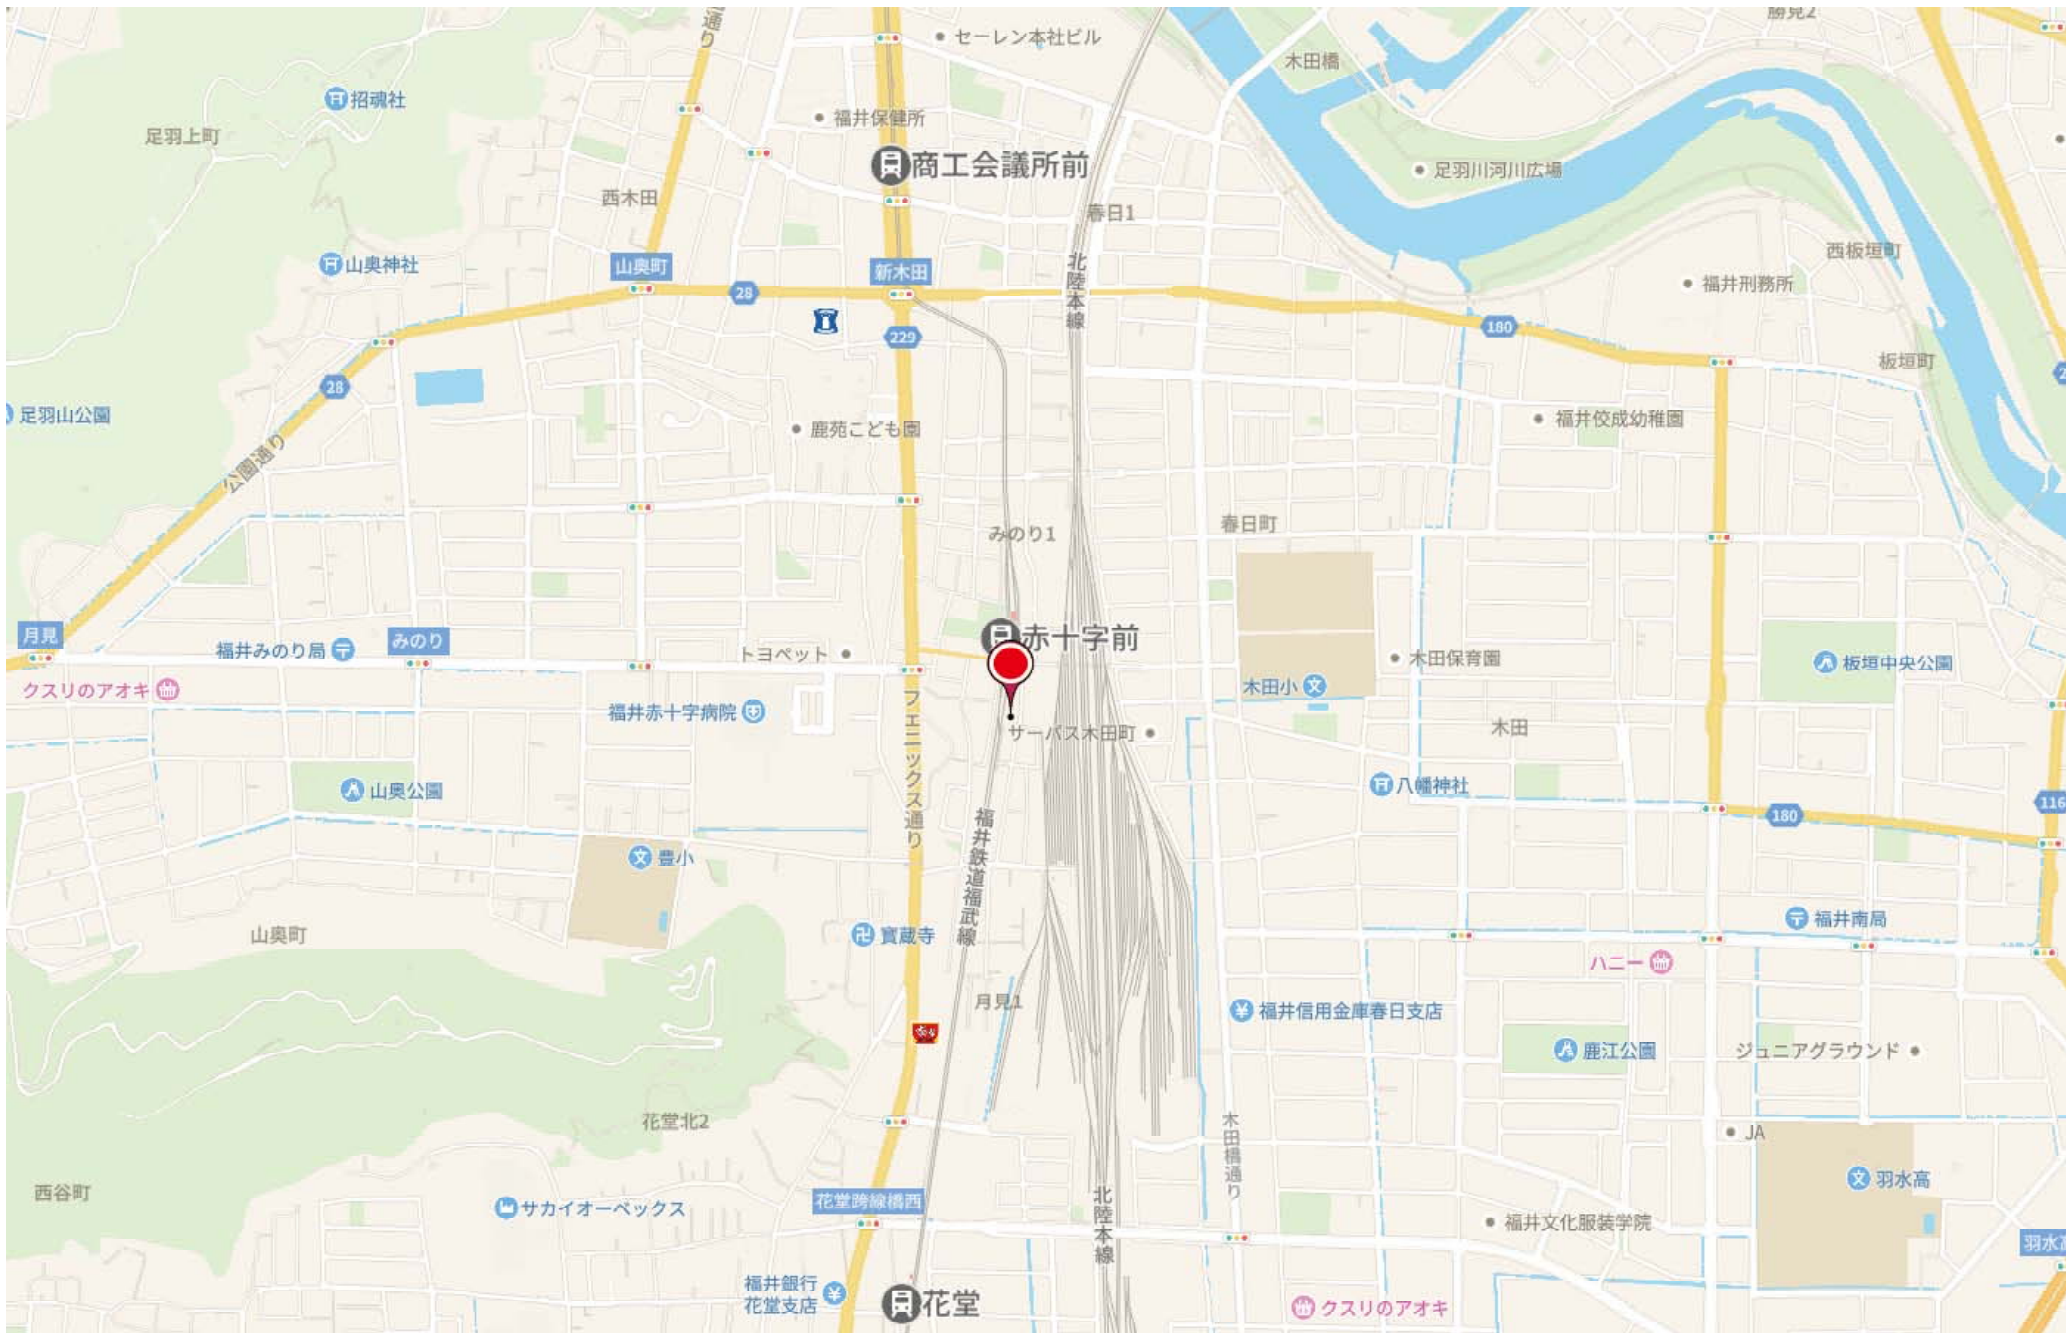 勝見2
通り
セーレン本社ビル
木田橋
招魂社
福井保健所
足羽上町
商工会議所前
足羽川河川広場
西木田
春日1
西板垣町
山奥神社
山奥町
新木田
福井刑務所
28
北陸本線
180
229
板垣町
28
足羽山公園
福井佼成幼稚園
鹿苑こども園
公園通り
春日町
みのり1
月見
みのり
赤十字前
福井みのり局
トヨペット
木田保育園
板垣中央公園
クスリのアオキ
木田小
福井赤十字病院
フェニックス通り
サーパス木田町
木田
山奥公園
八幡神社
116
180
福井鉄道福武線
豊小
福井南局
山奥町
寳蔵寺
ハニー
月見1
福井信用金庫春日支店
鹿江公園
ジュニアグラウンド
花堂北2
木田橋通り
JA
西谷町
羽水高
サカイオーベックス
花堂跨線橋西
北陸本線
福井文化服装学院
福井銀行
花堂支店
花堂
クスリのアオキ